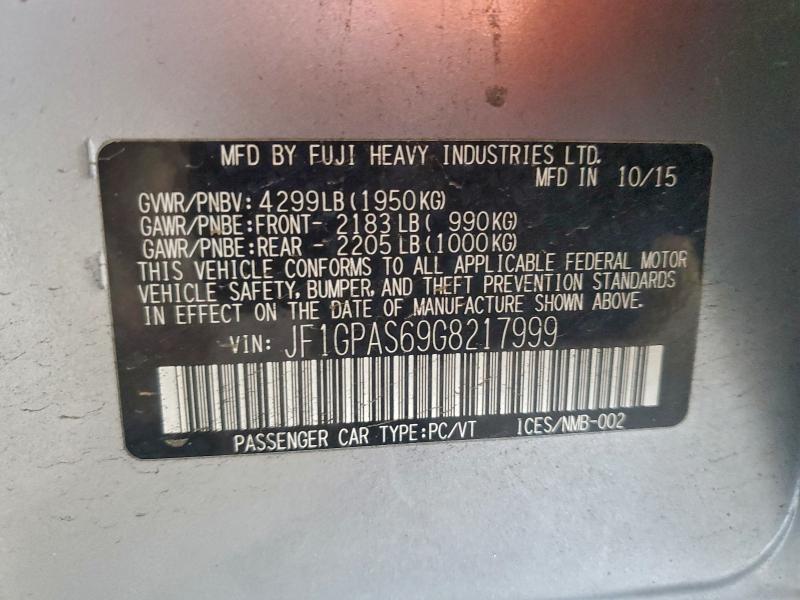 MFD BY FUJI HEAVY INDUSTRIES LTD.
MFD IN 10/15
GVWR/PNBV: 4299LB (1950KG)
GAWR/PNBE:FRONT- 2183 LB ( 990KG)
GAWR/PNBE:REAR - 2205 LB (1000KG)
THIS VEHICLE CONFORMS TO ALL APPLICABLE FEDERAL MOTOR
VEHICLE SAFETY, BUMPER, AND THEFT PREVENTION STANDARDS
IN EFFECT ON THE DATE OF MANUFACTURE SHOWN ABOVE.
VIN: JF1GPAS69G8217999
PASSENGER CAR TYPE:PC/VT ICES/NMB-002